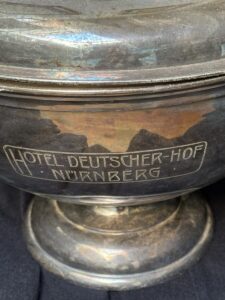 HOTEL DEUTSCHER-HOF
· NÜRNBERG ·